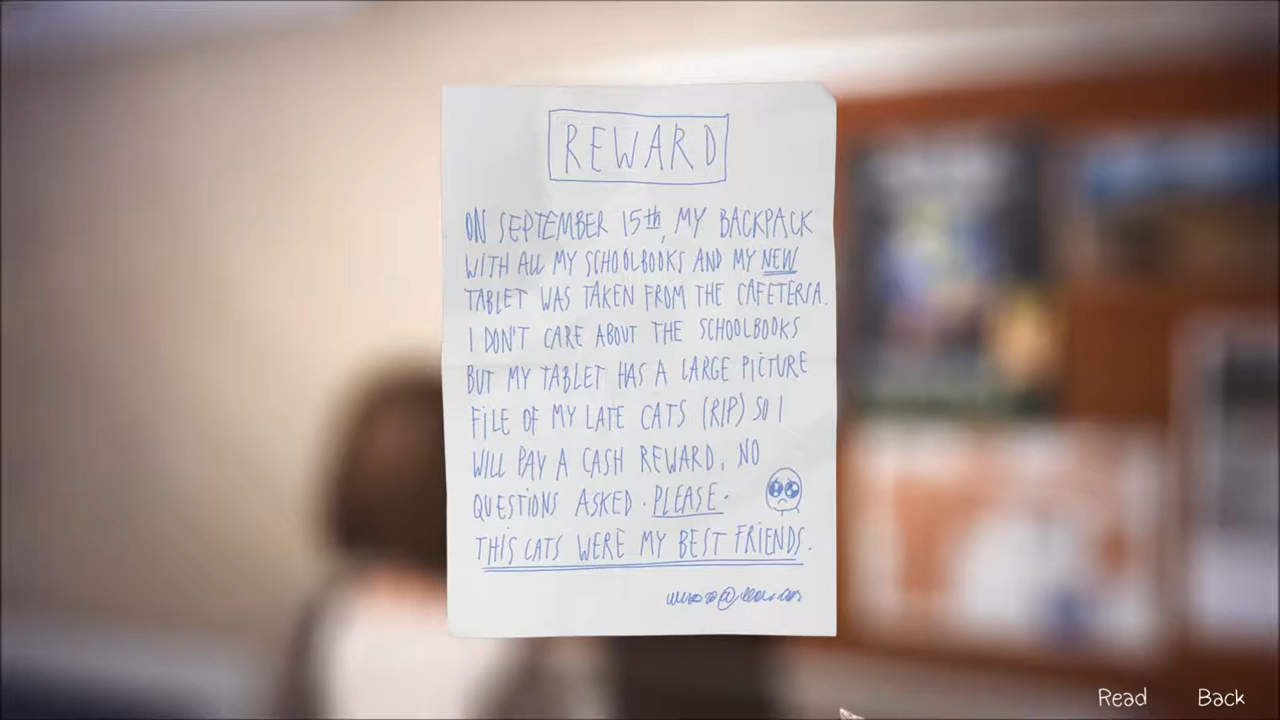 REWARD
ON SEPTEMBER 15th, MY BACKPACK
WITH ALL MY SCHOOLBOOKS AND MY NEW
TABLET WAS TAKEN FROM THE CAFETERIA.
I DON'T CARE ABOUT THE SCHOOLBOOKS
BUT MY TABLET HAS A LARGE PICTURE
FILE OF MY LATE CATS (RIP) SO I
WILL PAY A CASH REWARD, NO
QUESTIONS ASKED. PLEASE.
THIS CATS WERE MY BEST FRIENDS.
Read
Back